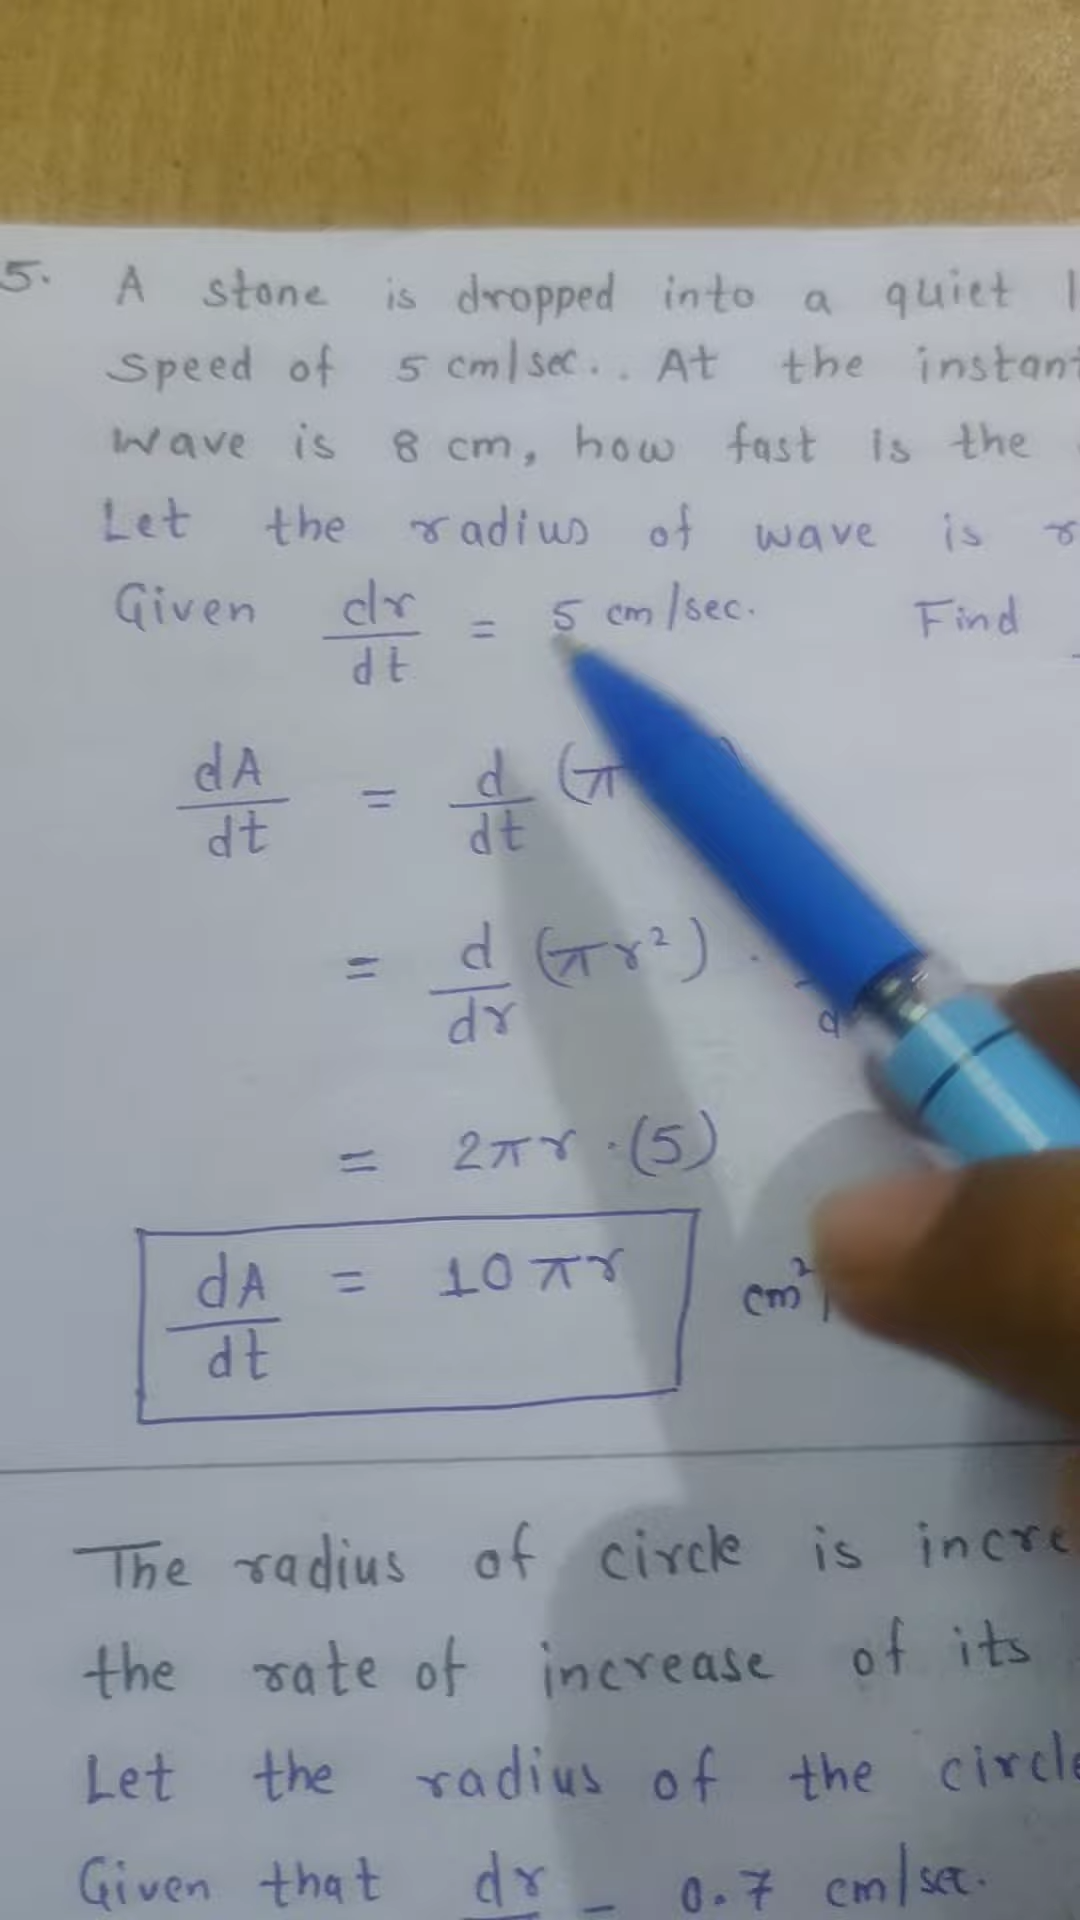 5. A stone is dropped into a quiet
speed of 5 cm/sec.. At the instant
wave is 8 cm, how fast is the
Let the radius of wave is r
Given dr/dt = 5 cm/sec. Find
dA/dt = d/dt (π
= d/dr (πr²) .
= 2πr .(5)
dA/dt = 10πr cm²/
The radius of circle is incre
the rate of increase of its
Let the radius of the circle
Given that dr = 0.7 cm/sec.